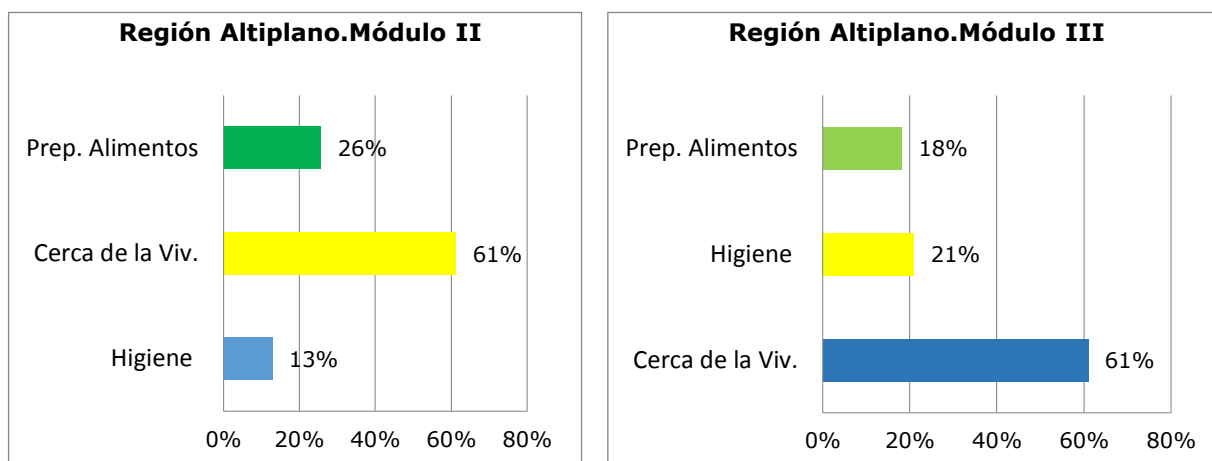 Región Altiplano.Módulo II
Prep. Alimentos
26%
Cerca de la Viv.
61%
Higiene
13%
0% 20% 40% 60% 80%
Región Altiplano.Módulo III
Prep. Alimentos
18%
Higiene
21%
Cerca de la Viv.
61%
0% 20% 40% 60% 80%